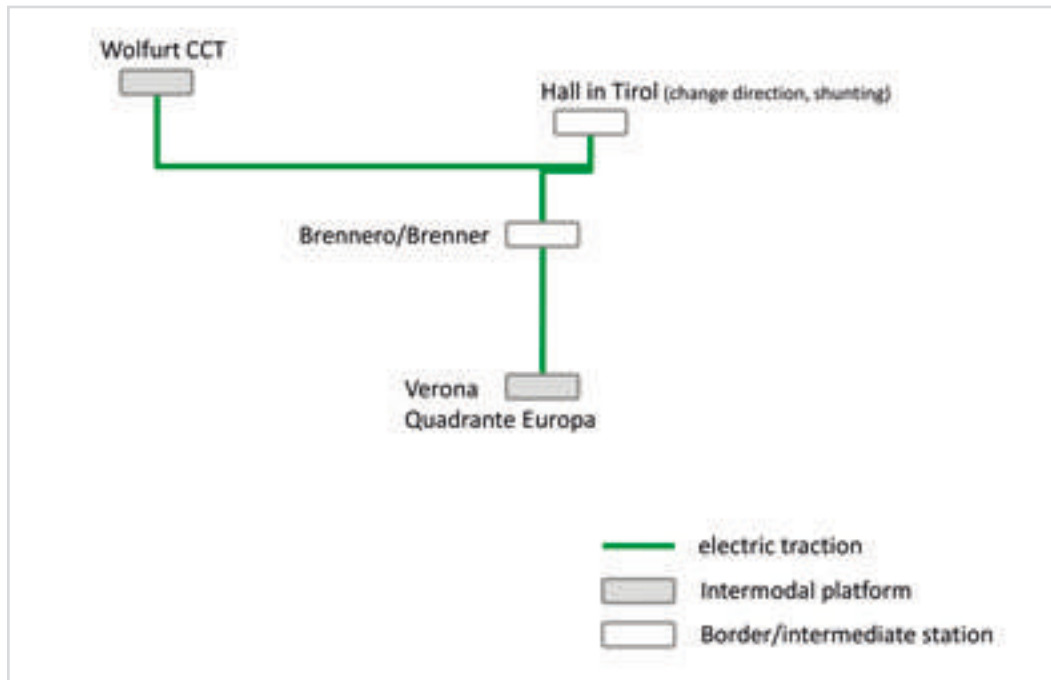 Wolfurt CCT
Hall in Tirol (change direction, shunting)
Brennero/Brenner
Verona
Quadrante Europa
electric traction
Intermodal platform
Border/intermediate station